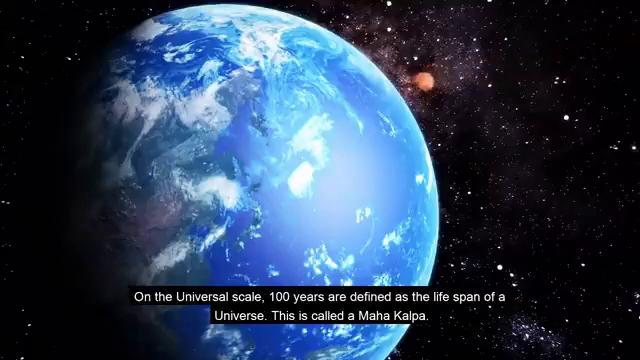 On the Universal scale, 100 years are defined as the life span of a
Universe. This is called a Maha Kalpa.